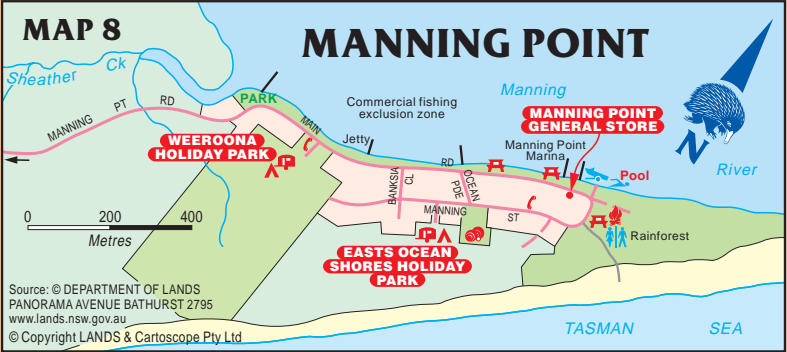 MAP 8
MANNING POINT
Sheather Ck
MANNING PT RD
PARK
MAIN
Commercial fishing
exclusion zone
Manning
River
N
WEEROONA
HOLIDAY PARK
Jetty
RD
MANNING POINT
GENERAL STORE
Manning Point
Marina
Pool
BANKSIA
CL
OCEAN
PDE
MANNING ST
0 200 400
Metres
EASTS OCEAN
SHORES HOLIDAY
PARK
Rainforest
Source: © DEPARTMENT OF LANDS
PANORAMA AVENUE BATHURST 2795
www.lands.nsw.gov.au
© Copyright LANDS & Cartoscope Pty Ltd
TASMAN SEA